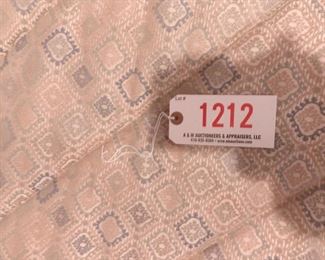 Lot #
1212
A & M AUCTIONEERS & APPRAISERS, LLC